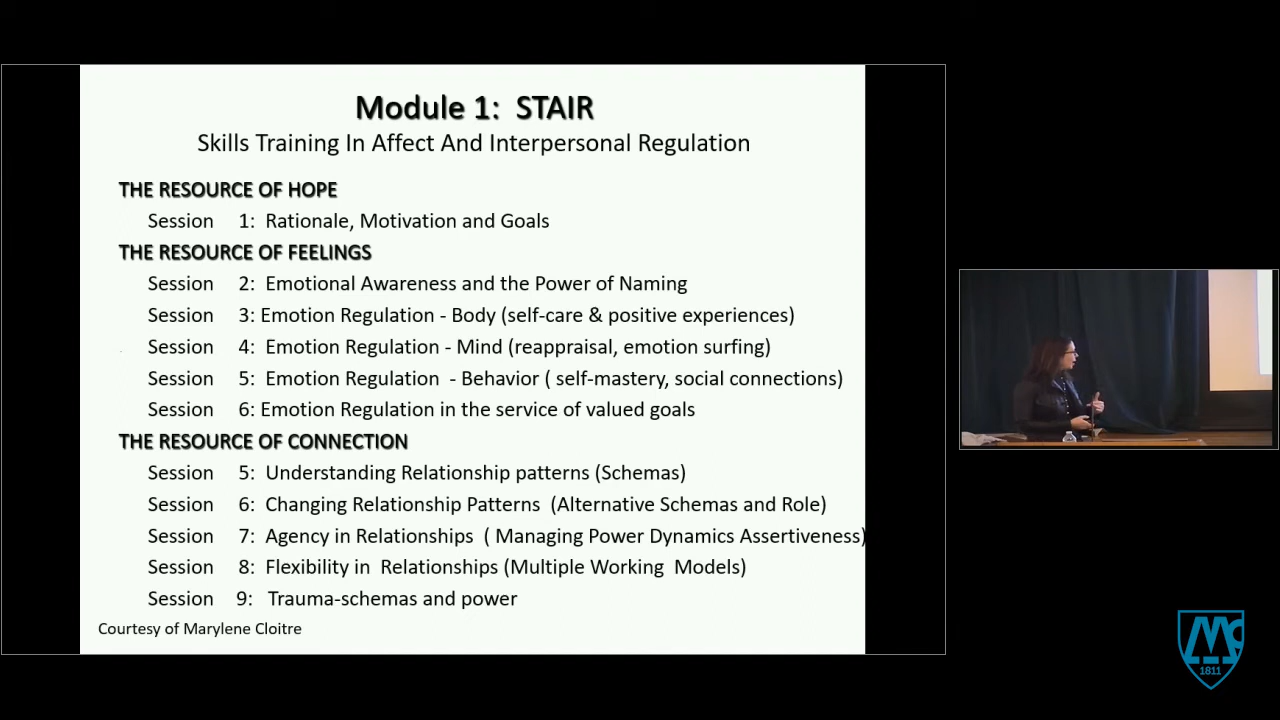 Module 1: STAIR
Skills Training In Affect And Interpersonal Regulation
THE RESOURCE OF HOPE
Session 1: Rationale, Motivation and Goals
THE RESOURCE OF FEELINGS
Session 2: Emotional Awareness and the Power of Naming
Session 3: Emotion Regulation - Body (self-care & positive experiences)
Session 4: Emotion Regulation - Mind (reappraisal, emotion surfing)
Session 5: Emotion Regulation - Behavior ( self-mastery, social connections)
Session 6: Emotion Regulation in the service of valued goals
THE RESOURCE OF CONNECTION
Session 5: Understanding Relationship patterns (Schemas)
Session 6: Changing Relationship Patterns (Alternative Schemas and Role)
Session 7: Agency in Relationships ( Managing Power Dynamics Assertiveness)
Session 8: Flexibility in Relationships (Multiple Working Models)
Session 9: Trauma-schemas and power
Courtesy of Marylene Cloitre
1811